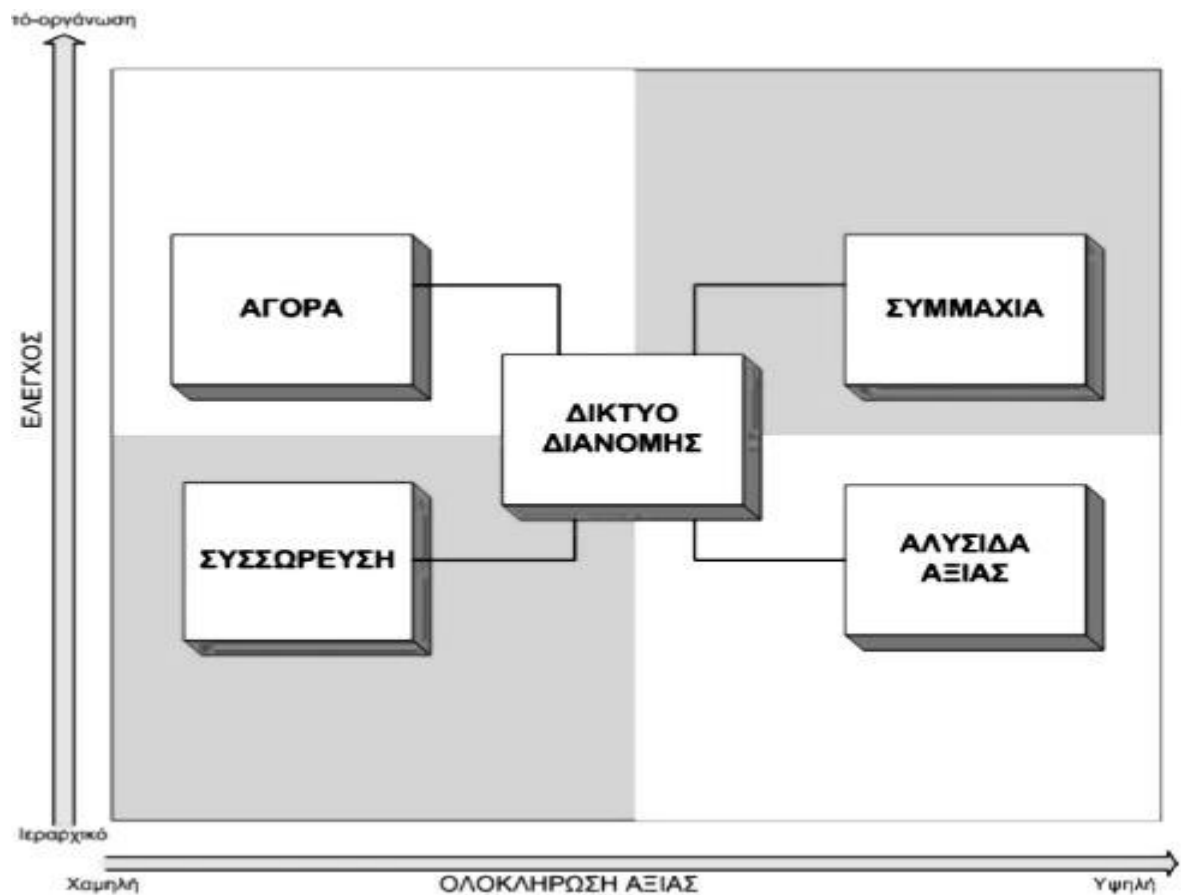 τό-οργάνωση
ΑΓΟΡΑ
ΣΥΜΜΑΧΙΑ
ΔΙΚΤΥΟ
ΔΙΑΝΟΜΗΣ
ΕΛΕΓΧΟΣ
ΣΥΣΣΩΡΕΥΣΗ
ΑΛΥΣΙΔΑ
ΑΞΙΑΣ
Ιεραρχικό
Χαμηλή
ΟΛΟΚΛΗΡΩΣΗ ΑΞΙΑΣ
Υψηλή